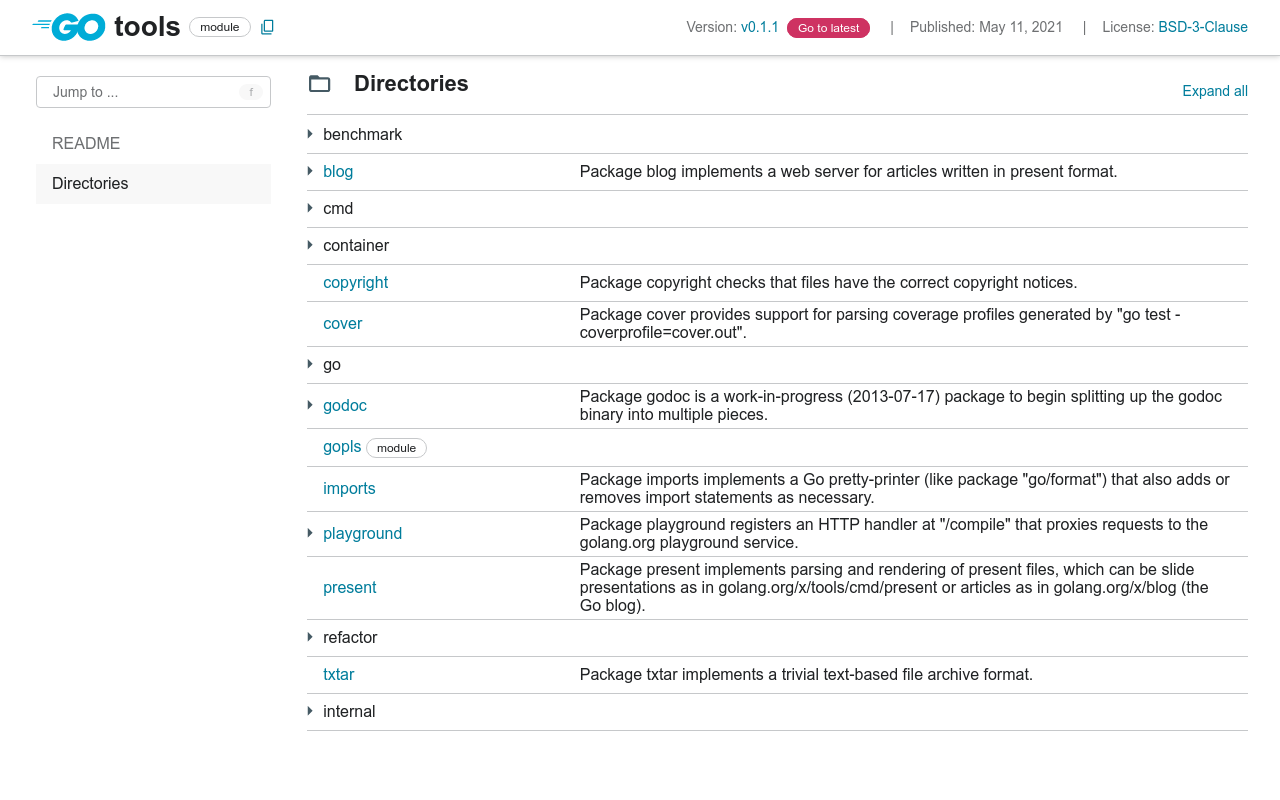 GO tools module
Version: v0.1.1 Go to latest | Published: May 11, 2021 | License: BSD-3-Clause
Jump to ... f
README
Directories
Directories
Expand all
benchmark
blog Package blog implements a web server for articles written in present format.
cmd
container
copyright Package copyright checks that files have the correct copyright notices.
cover Package cover provides support for parsing coverage profiles generated by "go test -
coverprofile=cover.out".
go
godoc Package godoc is a work-in-progress (2013-07-17) package to begin splitting up the godoc
binary into multiple pieces.
gopls module
imports Package imports implements a Go pretty-printer (like package "go/format") that also adds or
removes import statements as necessary.
playground Package playground registers an HTTP handler at "/compile" that proxies requests to the
golang.org playground service.
present Package present implements parsing and rendering of present files, which can be slide
presentations as in golang.org/x/tools/cmd/present or articles as in golang.org/x/blog (the
Go blog).
refactor
txtar Package txtar implements a trivial text-based file archive format.
internal